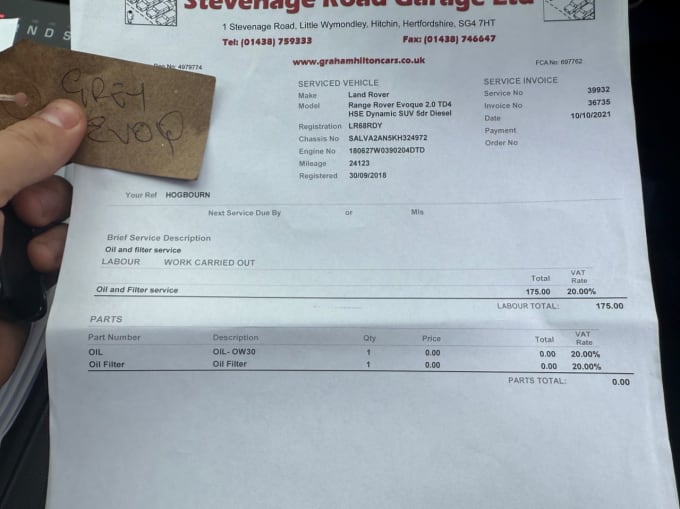 Stevenage Road Garage Ltd
1 Stevenage Road, Little Wymondley, Hitchin, Hertfordshire, SG4 7HT
Tel: (01438) 759333 Fax: (01438) 746647
www.grahamhiltoncars.co.uk
Reg No: 4979774 FCA No: 697762
N D S
GREY
EVOQ
SERVICED VEHICLE SERVICE INVOICE
Make Land Rover Service No 39932
Model Range Rover Evoque 2.0 TD4 Invoice No 36735
HSE Dynamic SUV 5dr Diesel Date 10/10/2021
Registration LR68RDY Payment
Chassis No SALVA2AN5KH324972 Order No
Engine No 180627W0390204DTD
Mileage 24123
Registered 30/09/2018
Your Ref HOGBOURN
Next Service Due By or Mls
Brief Service Description
Oil and filter service
LABOUR WORK CARRIED OUT
Total VAT Rate
Oil and Filter service 175.00 20.00%
LABOUR TOTAL: 175.00
PARTS
Part Number Description Qty Price Total VAT Rate
OIL OIL-OW30 1 0.00 0.00 20.00%
Oil Filter Oil Filter 1 0.00 0.00 20.00%
PARTS TOTAL: 0.00